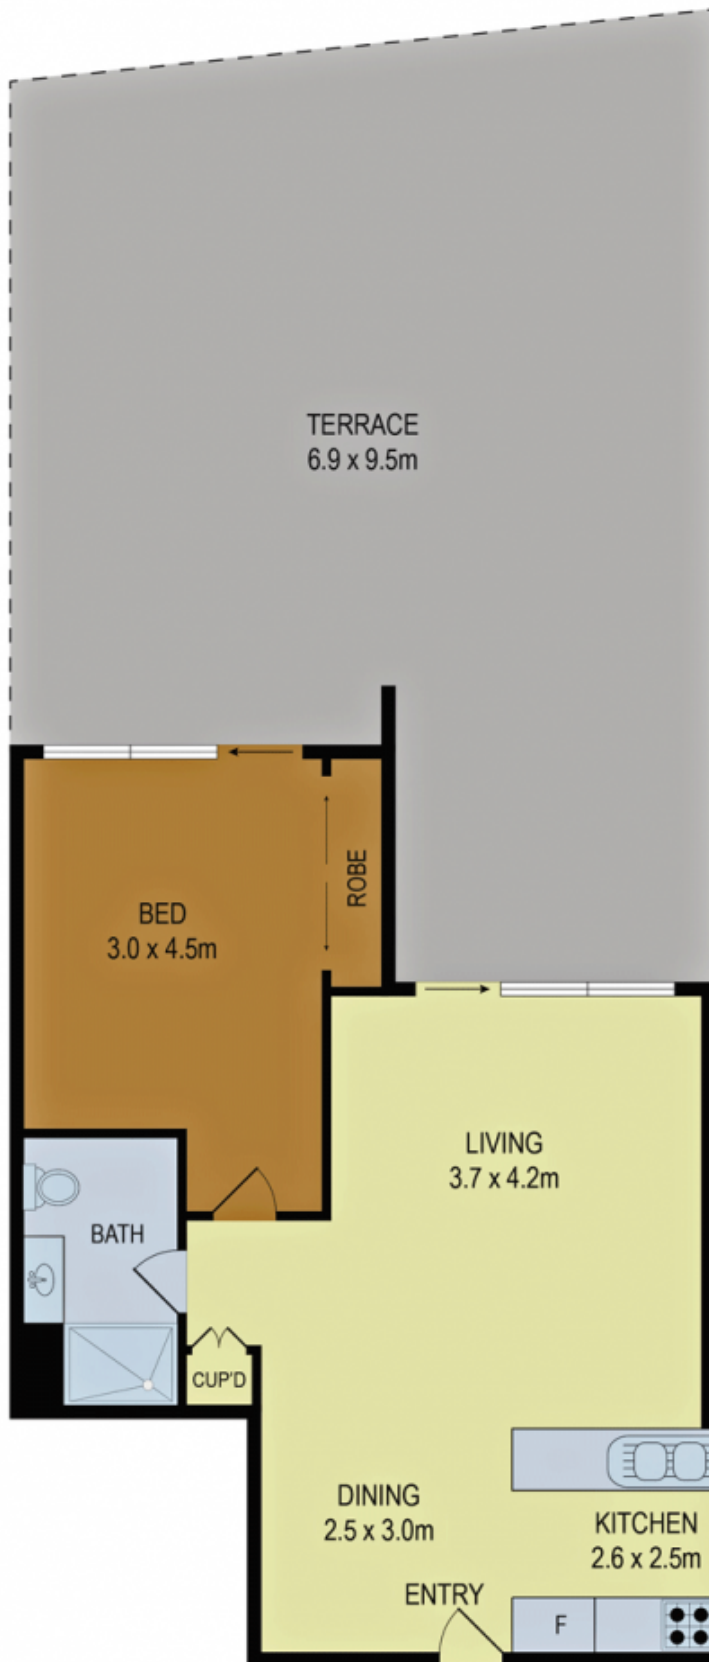 TERRACE
6.9 x 9.5m
ROBE
BED
3.0 x 4.5m
LIVING
3.7 x 4.2m
BATH
CUP'D
DINING
2.5 x 3.0m
KITCHEN
2.6 x 2.5m
ENTRY
F